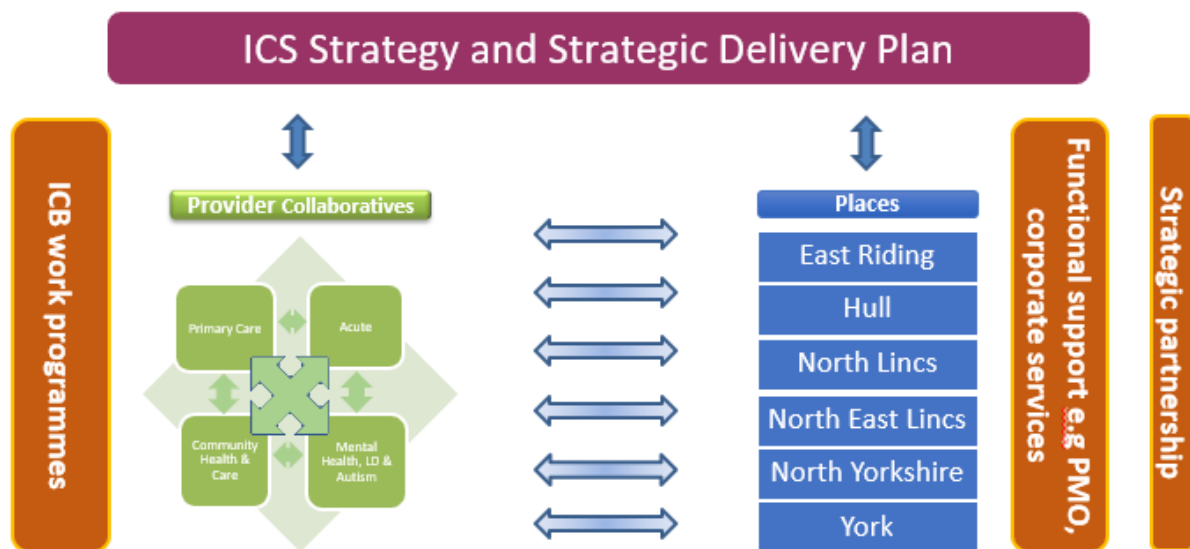 ICS Strategy and Strategic Delivery Plan
ICB work programmes
Provider Collaboratives
Primary Care
Acute
Community
Health &
Care
Mental
Health, LD &
Autism
Places
East Riding
Hull
North Lincs
North East Lincs
North Yorkshire
York
Functional support e.g PMO,
corporate services
Strategic partnership